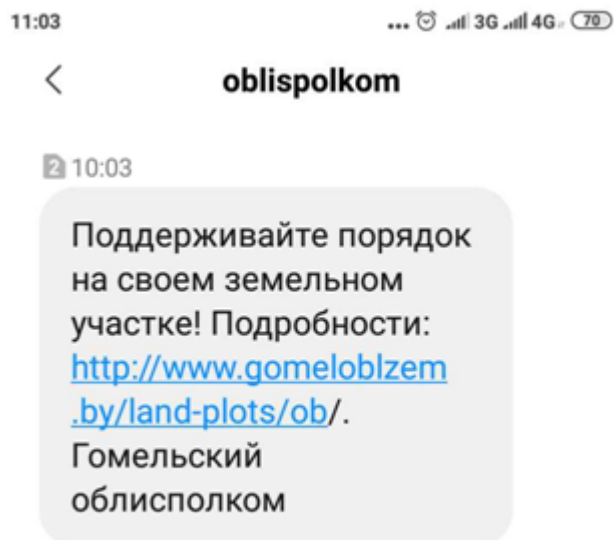 11:03 ... 3G 4G 70
oblispolkom
2 10:03
Поддерживайте порядок
на своем земельном
участке! Подробности:
http://www.gomeloblzem
.by/land-plots/ob/.
Гомельский
облисполком